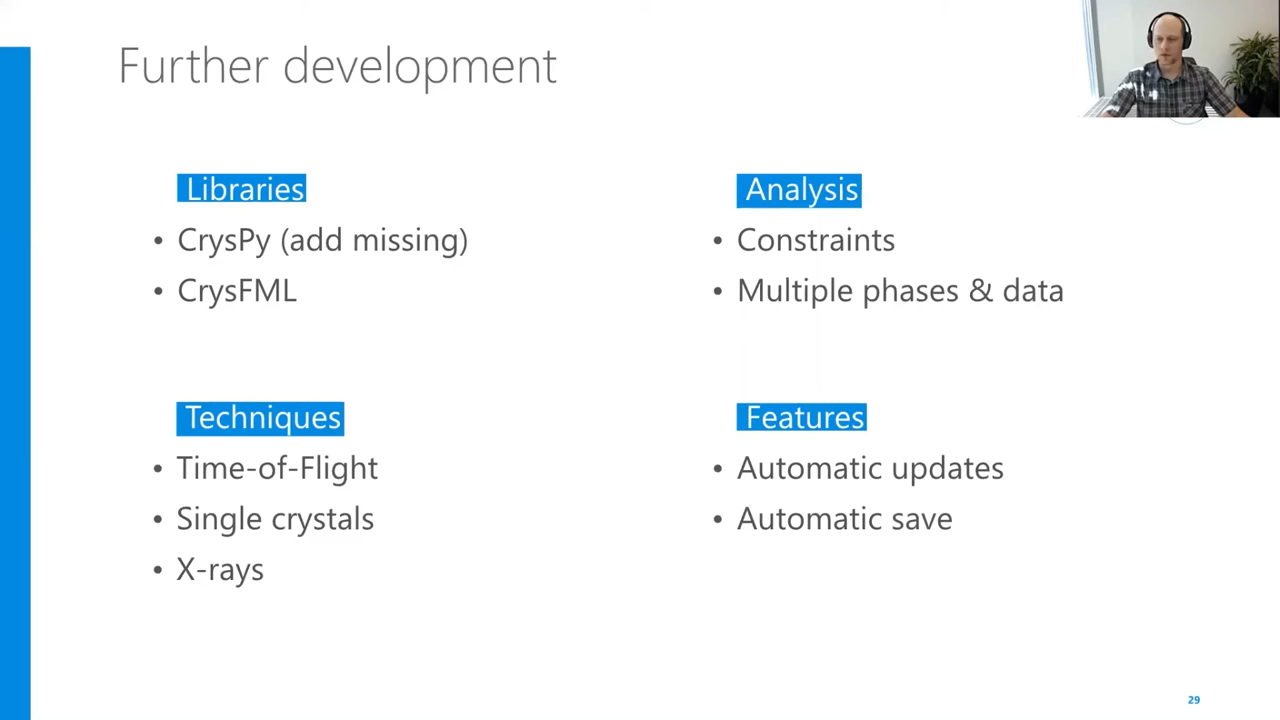 Further development
Libraries
• CrysPy (add missing)
• CrysFML
Analysis
• Constraints
• Multiple phases & data
Techniques
• Time-of-Flight
• Single crystals
• X-rays
Features
• Automatic updates
• Automatic save
29